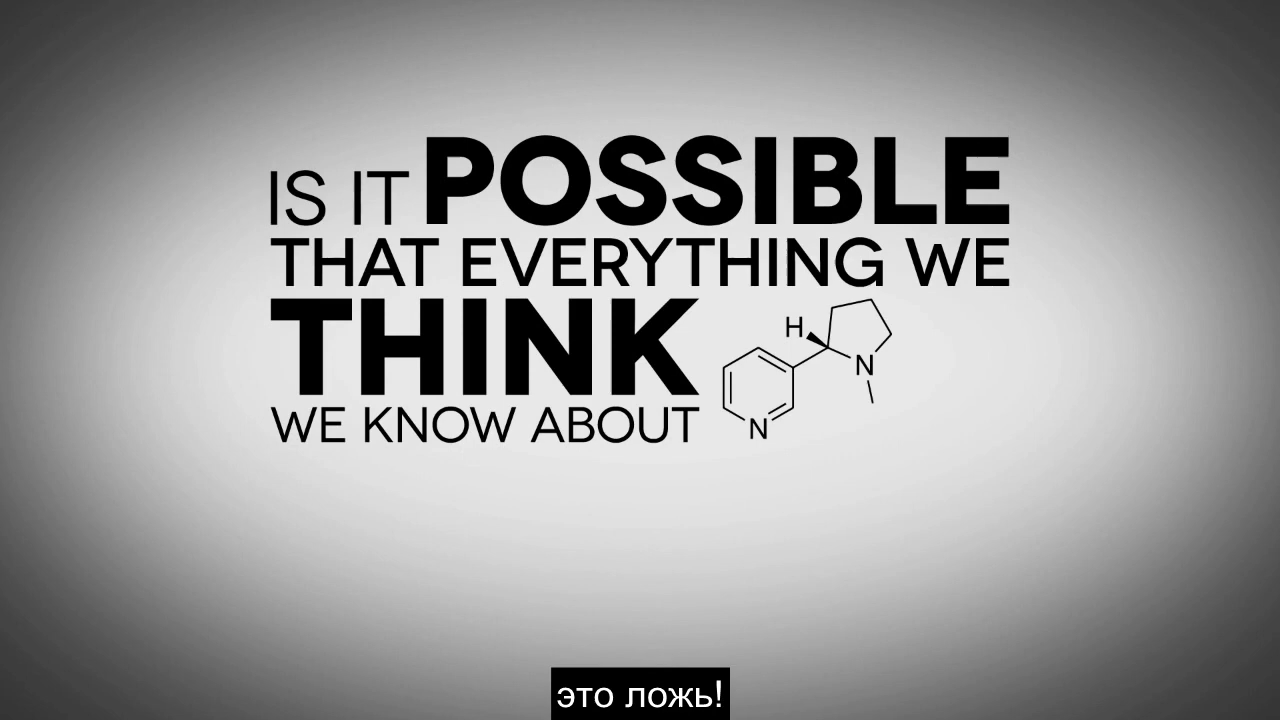 IS IT POSSIBLE
THAT EVERYTHING WE
THINK
WE KNOW ABOUT
H
N
N
это ложь!